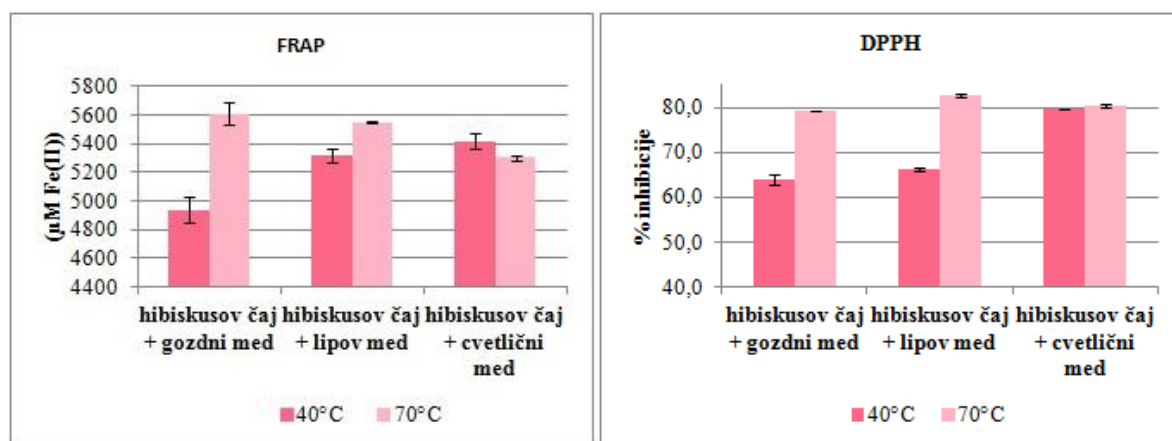 FRAP
(µM Fe(II))
5800
5600
5400
5200
5000
4800
4600
4400
hibiskusov čaj hibiskusov čaj hibiskusov čaj
+ gozdni med + lipov med + cvetlični
med
40°C 70°C
DPPH
% inhibicije
80,0
70,0
60,0
50,0
40,0
hibiskusov čaj hibiskusov čaj hibiskusov čaj
+ gozdni med + lipov med + cvetlični
med
40°C 70°C